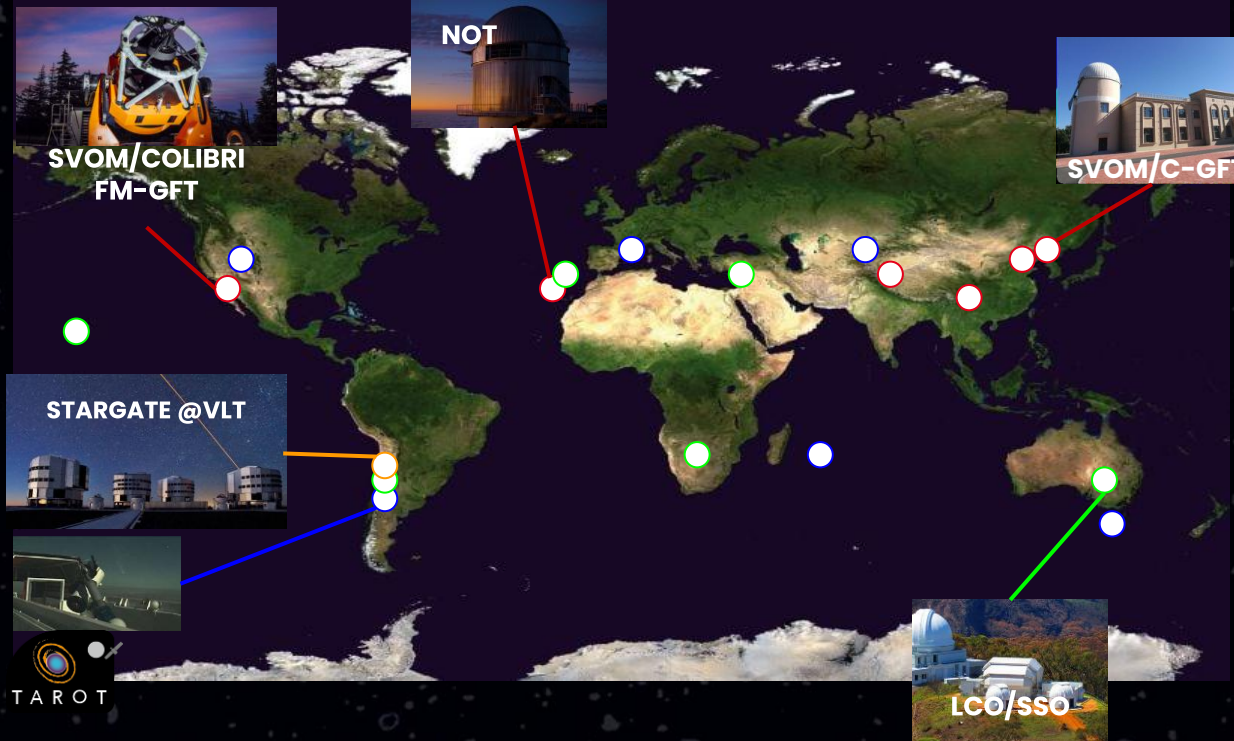 NOT
SVOM/COLIBRI
FM-GFT
SVOM/C-GFT
STARGATE @VLT
TAROT
LCO/SSO